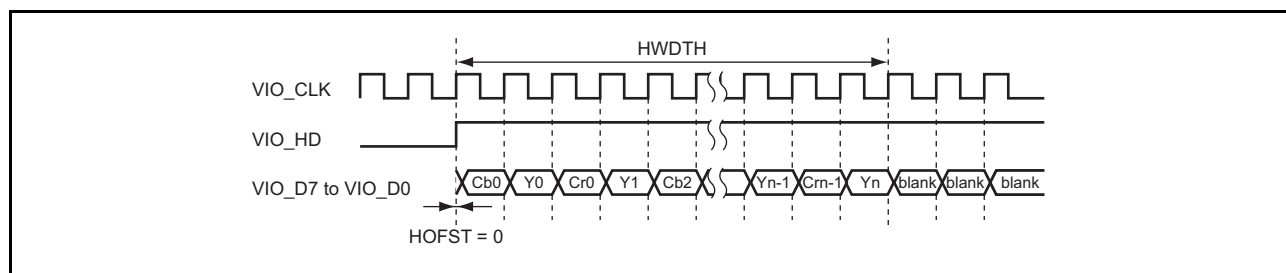 HWDTH
VIO_CLK
VIO_HD
VIO_D7 to VIO_D0 Cb0 Y0 Cr0 Y1 Cb2 Yn-1 Crn-1 Yn blank blank blank
HOFST = 0